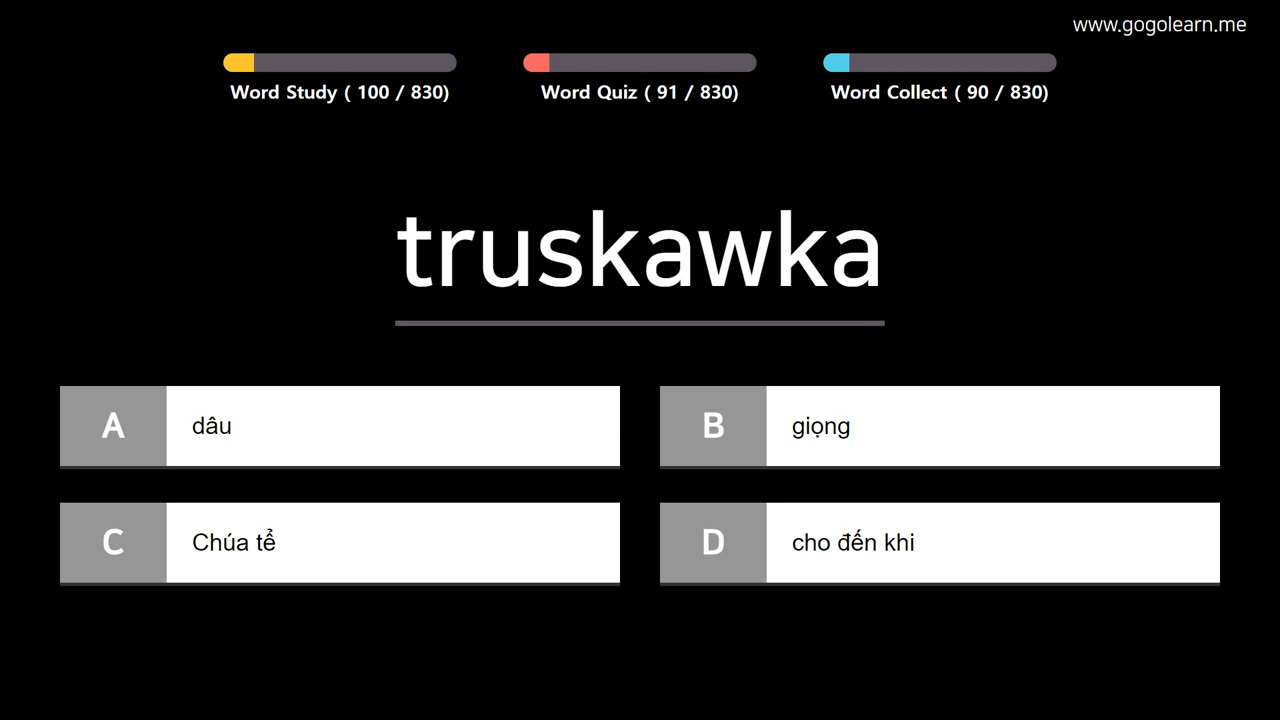 www.gogolearn.me
Word Study ( 100 / 830)
Word Quiz ( 91 / 830)
Word Collect ( 90 / 830)
truskawka
A dâu
B giọng
C Chúa tể
D cho đến khi